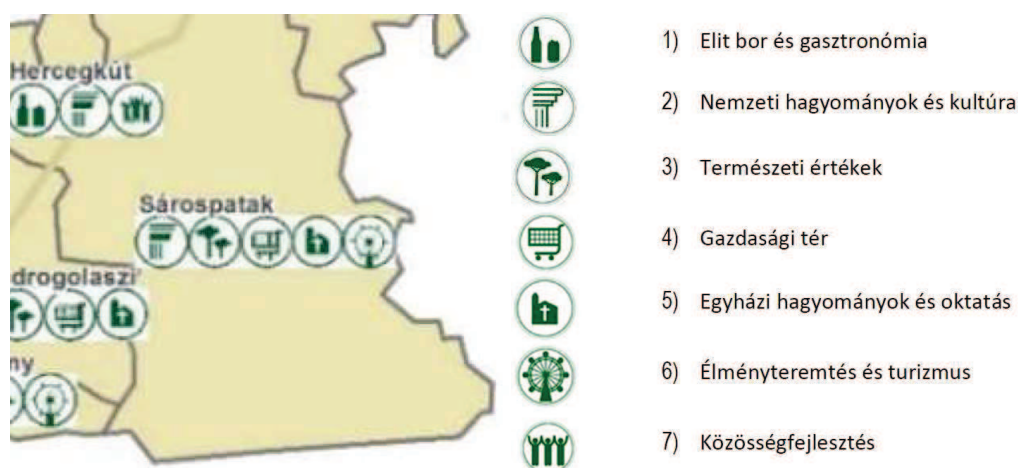 Hercegkút
Sárospatak
drogolaszi
ny
1) Elit bor és gasztronómia
2) Nemzeti hagyományok és kultúra
3) Természeti értékek
4) Gazdasági tér
5) Egyházi hagyományok és oktatás
6) Élményteremtés és turizmus
7) Közösségfejlesztés